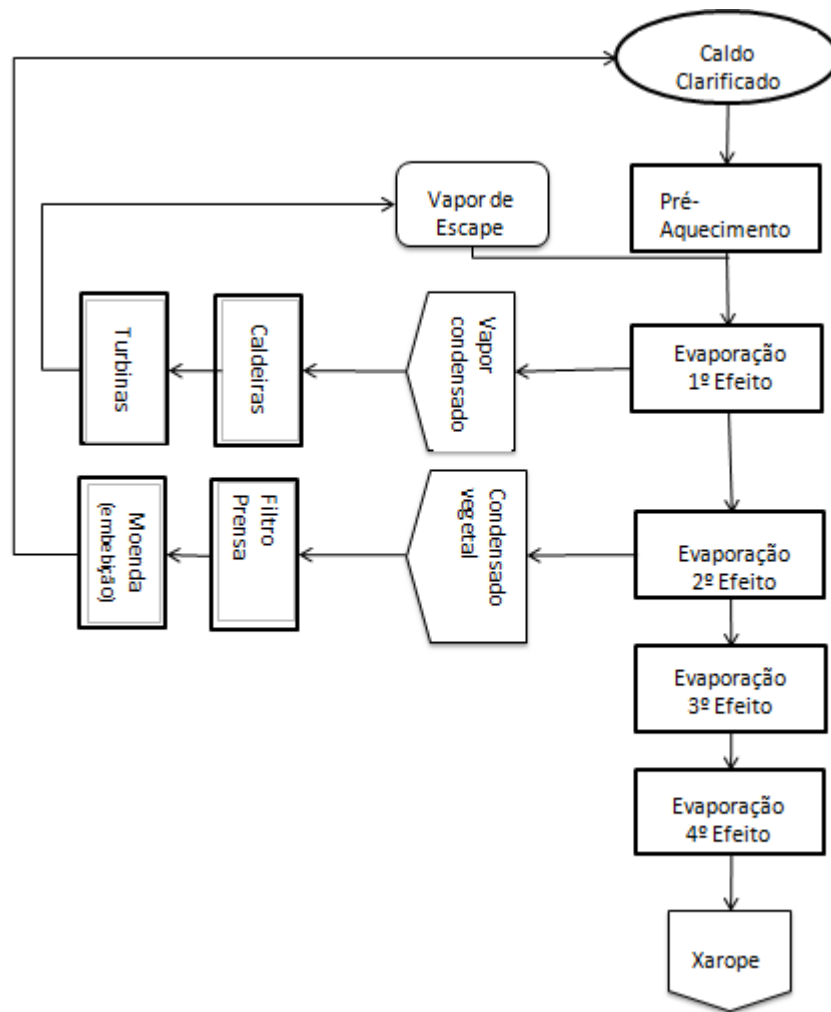 Caldo
Clarificado
Pré-
Aquecimento
Vapor de
Escape
Evaporação
1º Efeito
Vapor
condensado
Caldeiras
Turbinas
Evaporação
2º Efeito
Condensado
vegetal
Filtro
Prensa
Moenda
(embebição)
Evaporação
3º Efeito
Evaporação
4º Efeito
Xarope